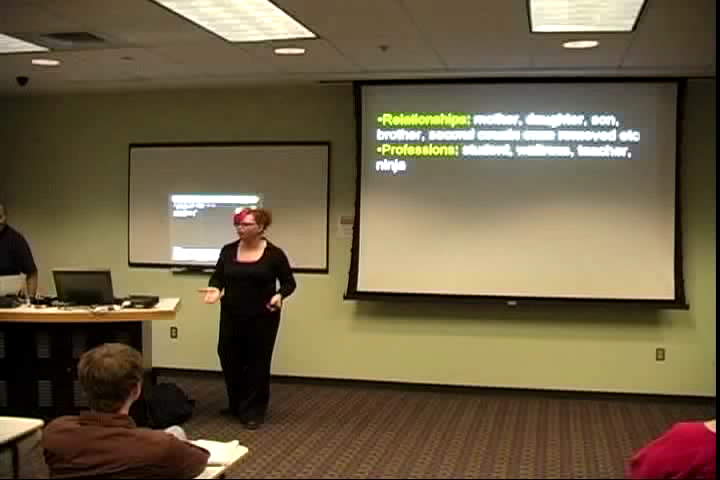 •Relationships: mother, daughter, son,
brother, second cousin once removed etc
•Professions: student, waitress, teacher,
ninja